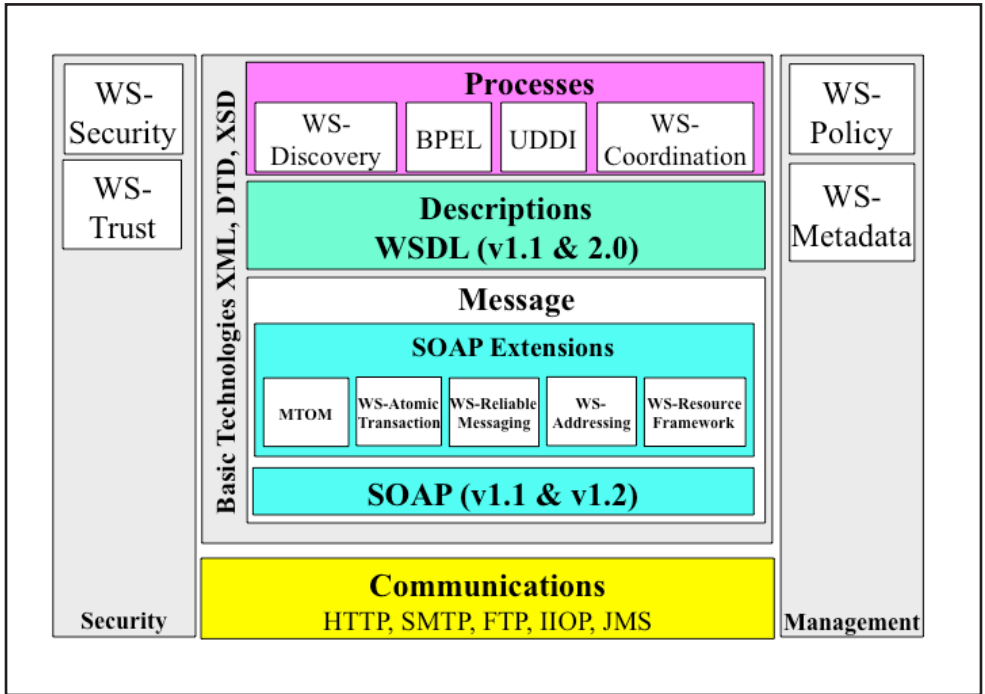 WS-
Security
WS-
Trust
Security
Basic Technologies XML, DTD, XSD
Processes
WS-
Discovery
BPEL
UDDI
WS-
Coordination
Descriptions
WSDL (v1.1 & 2.0)
Message
SOAP Extensions
MTOM
WS-Atomic
Transaction
WS-Reliable
Messaging
WS-
Addressing
WS-Resource
Framework
SOAP (v1.1 & v1.2)
Communications
HTTP, SMTP, FTP, IIOP, JMS
WS-
Policy
WS-
Metadata
Management